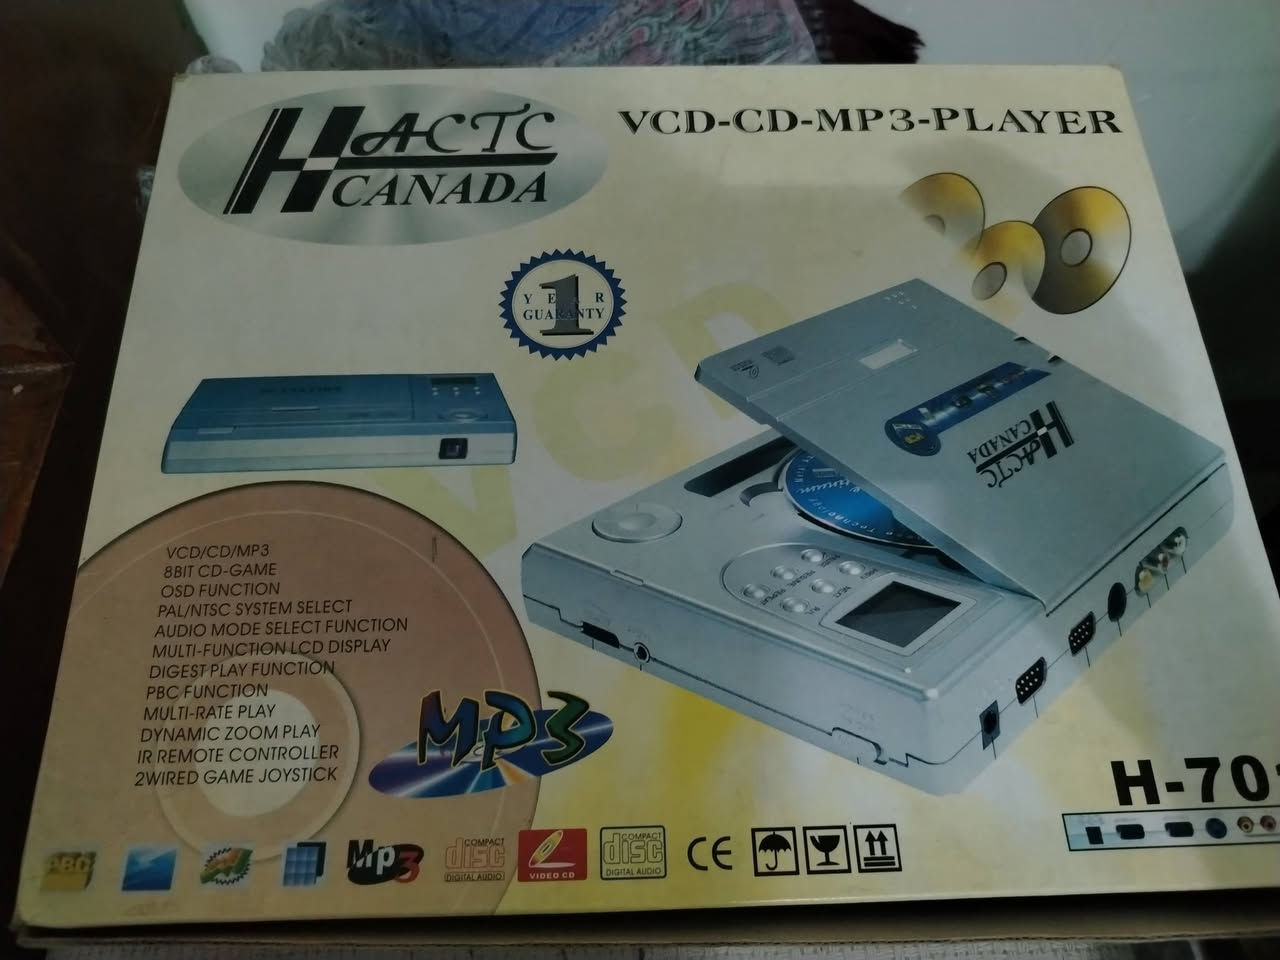 HACTC
CANADA
VCD-CD-MP3-PLAYER
1
YEAR
GUARANTY
VCD
HACTC
CANADA
VCD/CD/MP3
8BIT CD-GAME
OSD FUNCTION
PAL/NTSC SYSTEM SELECT
AUDIO MODE SELECT FUNCTION
MULTI-FUNCTION LCD DISPLAY
DIGEST PLAY FUNCTION
PBC FUNCTION
MULTI-RATE PLAY
DYNAMIC ZOOM PLAY
IR REMOTE CONTROLLER
2WIRED GAME JOYSTICK
MP3
H-70
PBC
Mp3
COMPACT
disc
DIGITAL AUDIO
VIDEO CD
COMPACT
disc
DIGITAL AUDIO
CE